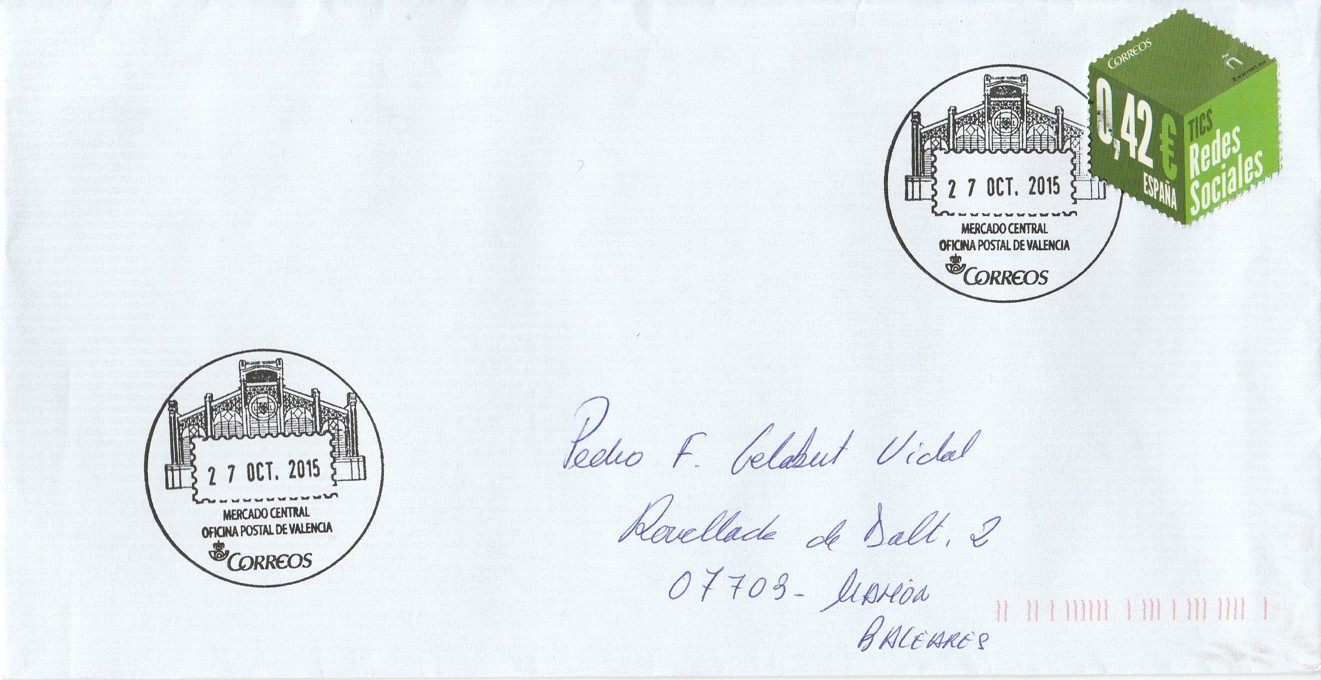 CORREOS
ñ
0,42 €
ESPAÑA
TICS
Redes
Sociales
2 7 OCT. 2015
MERCADO CENTRAL
OFICINA POSTAL DE VALENCIA
CORREOS
2 7 OCT. 2015
MERCADO CENTRAL
OFICINA POSTAL DE VALENCIA
CORREOS
Pedro F. Gelabert Vidal
Rovellada de Dalt, 2
07703- MAHÓN
BALEARES